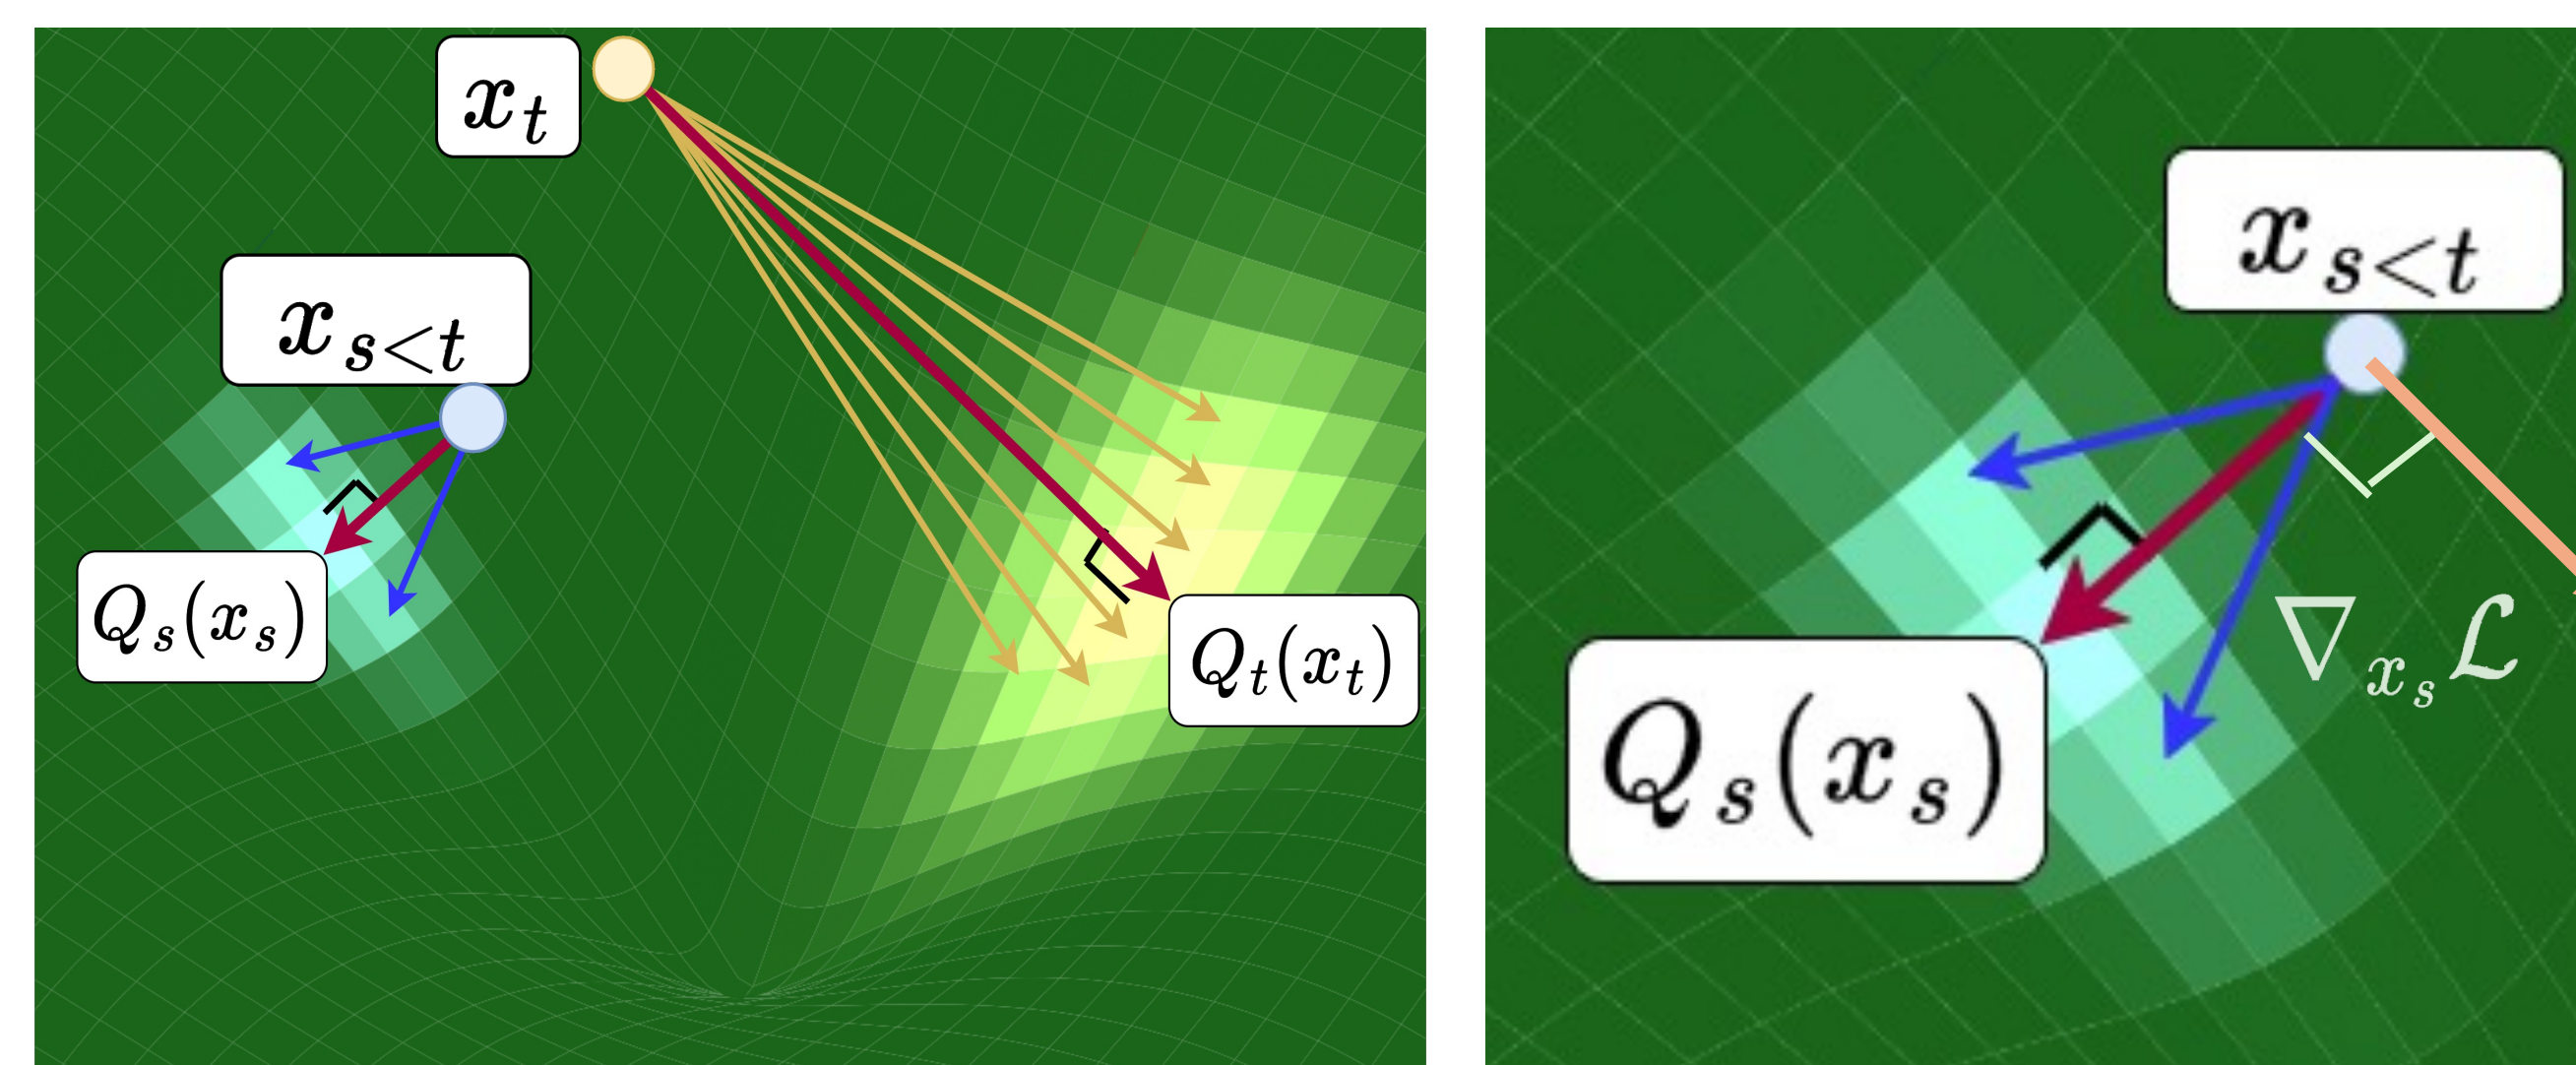 x_t
x_{s<t}
Q_s(x_s)
Q_t(x_t)
x_{s<t}
∇_{x_s} ℒ
Q_s(x_s)